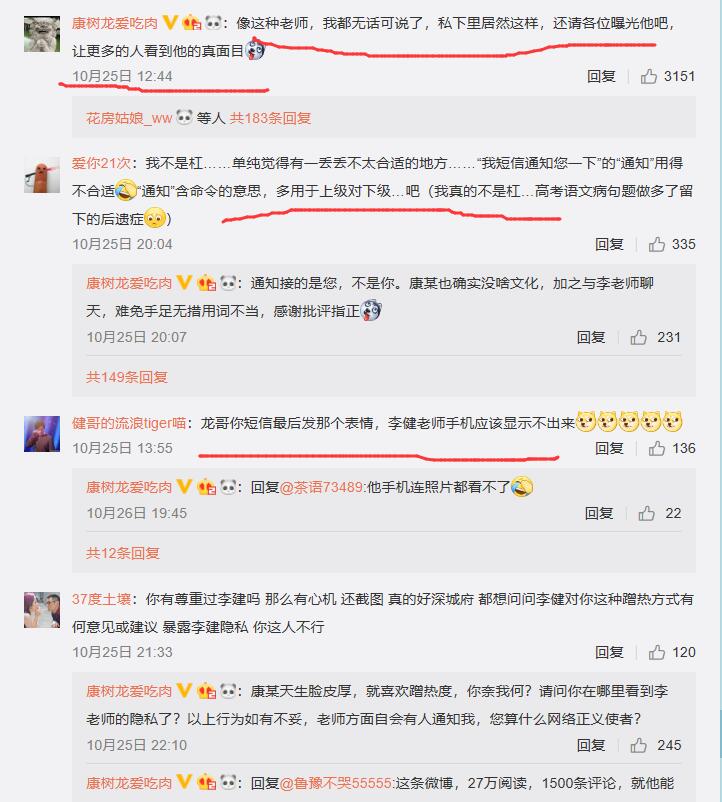 康树龙爱吃肉：像这种老师，我都无话可说了，私下里居然这样，还请各位曝光他吧，
让更多的人看到他的真面目
10月25日 12:44 回复 3151
花房姑娘_ww 等人 共183条回复
爱你21次：我不是杠……单纯觉得有一丢丢不太合适的地方……“我短信通知您一下”的“通知”用得
不合适“通知”含命令的意思，多用于上级对下级…吧（我真的不是杠…高考语文病句题做多了留
下的后遗症）
10月25日 20:04 回复 335
康树龙爱吃肉：通知接的是您，不是你。康某也确实没啥文化，加之与李老师聊
天，难免手足无措用词不当，感谢批评指正
10月25日 20:07 回复 231
共149条回复
健哥的流浪tiger喵：龙哥你短信最后发那个表情，李健老师手机应该显示不出来
10月25日 13:55 回复 136
康树龙爱吃肉：回复@茶语73489:他手机连照片都看不了
10月26日 19:45 回复 22
共12条回复
37度土壤：你有尊重过李建吗 那么有心机 还截图 真的好深城府 都想问问李健对你这种蹭热方式有
何意见或建议 暴露李建隐私 你这人不行
10月25日 21:33 回复 120
康树龙爱吃肉：康某天生脸皮厚，就喜欢蹭热度，你奈我何？请问你在哪里看到李
老师的隐私了？以上行为如有不妥，老师方面自会有人通知我，您算什么网络正义使者？
10月25日 22:10 回复 245
康树龙爱吃肉：回复@鲁豫不哭55555:这条微博，27万阅读，1500条评论，就他能